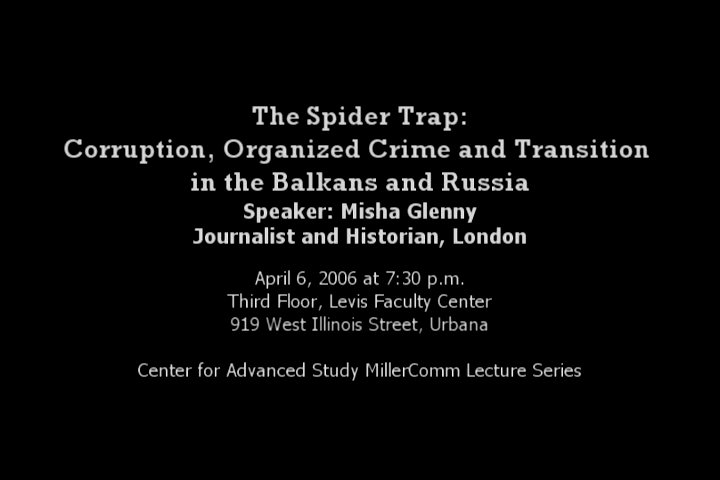 The Spider Trap:
Corruption, Organized Crime and Transition
in the Balkans and Russia
Speaker: Misha Glenny
Journalist and Historian, London
April 6, 2006 at 7:30 p.m.
Third Floor, Levis Faculty Center
919 West Illinois Street, Urbana
Center for Advanced Study MillerComm Lecture Series